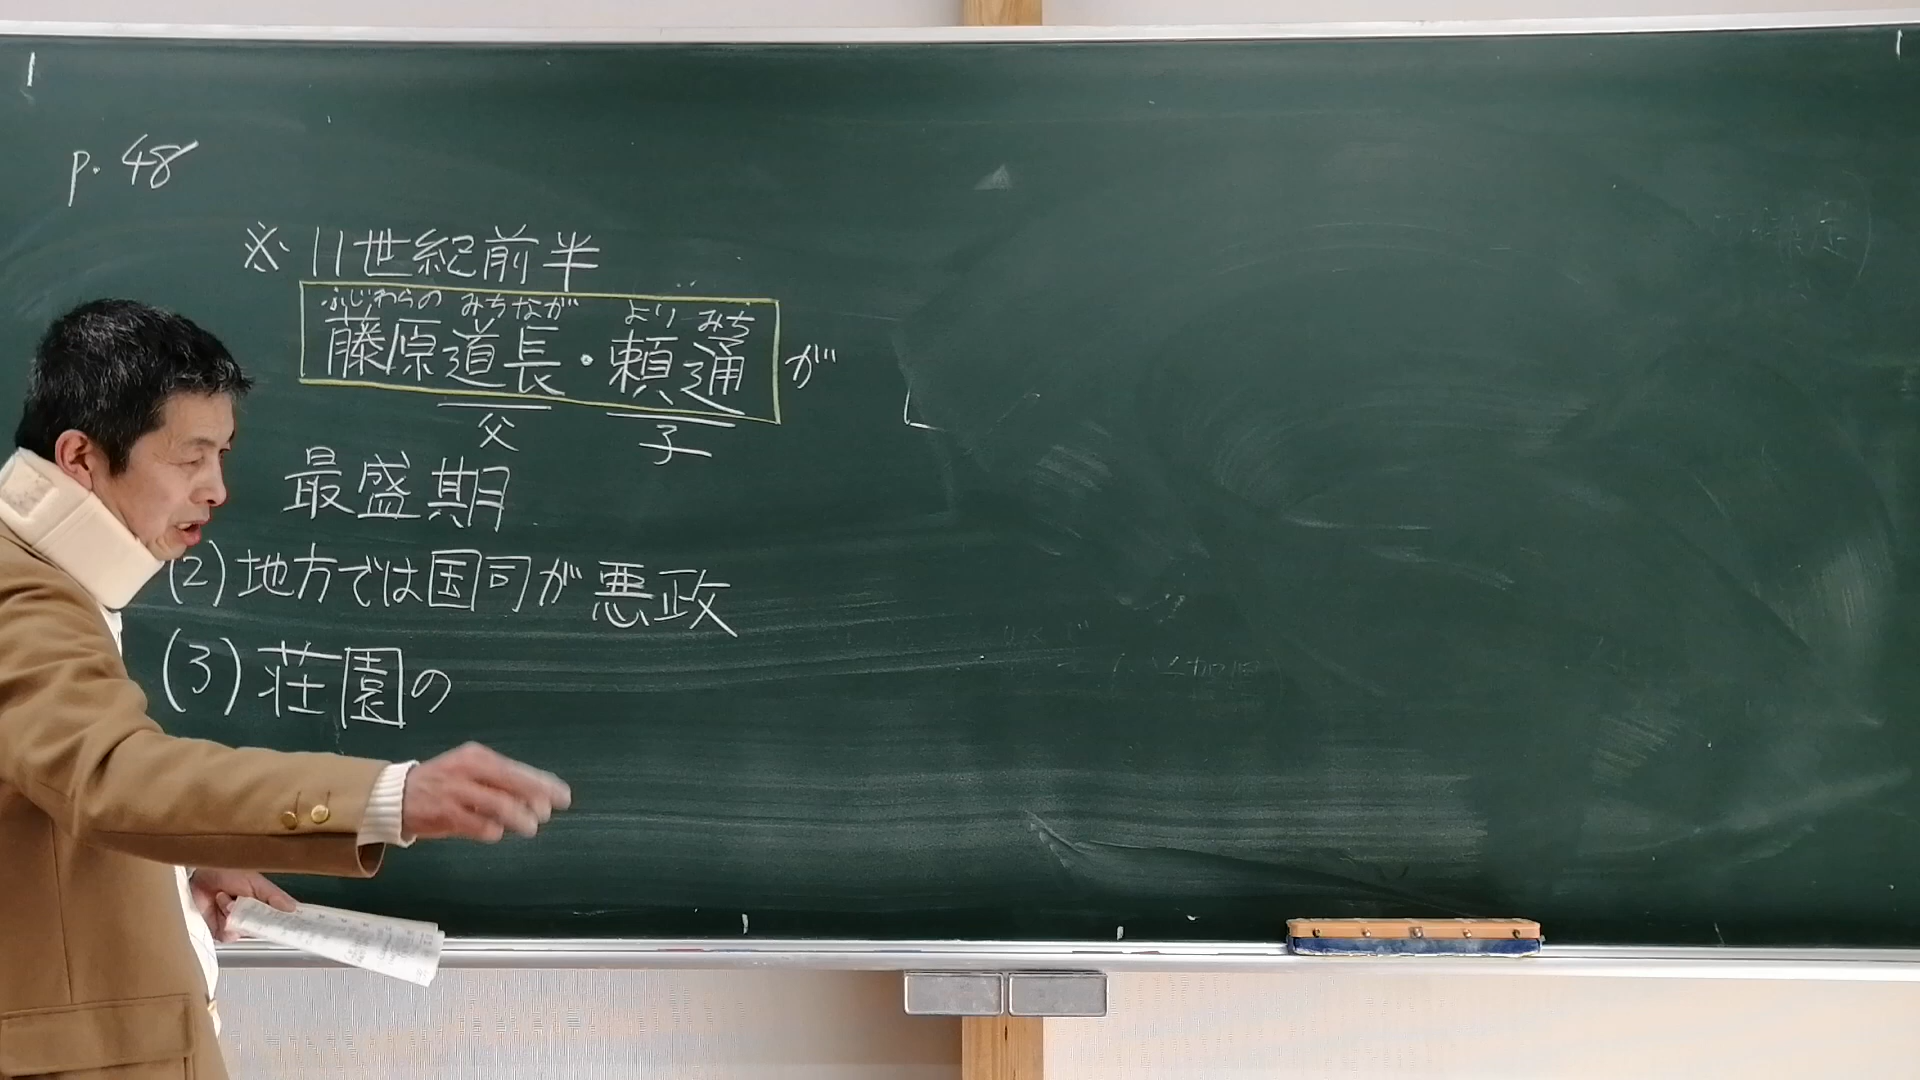 p. 48
※ 11世紀前半
ふじわらの みちなが より みち
藤原道長・頼通 が
父 子
最盛期
(2) 地方では国司が悪政
(3) 荘園の